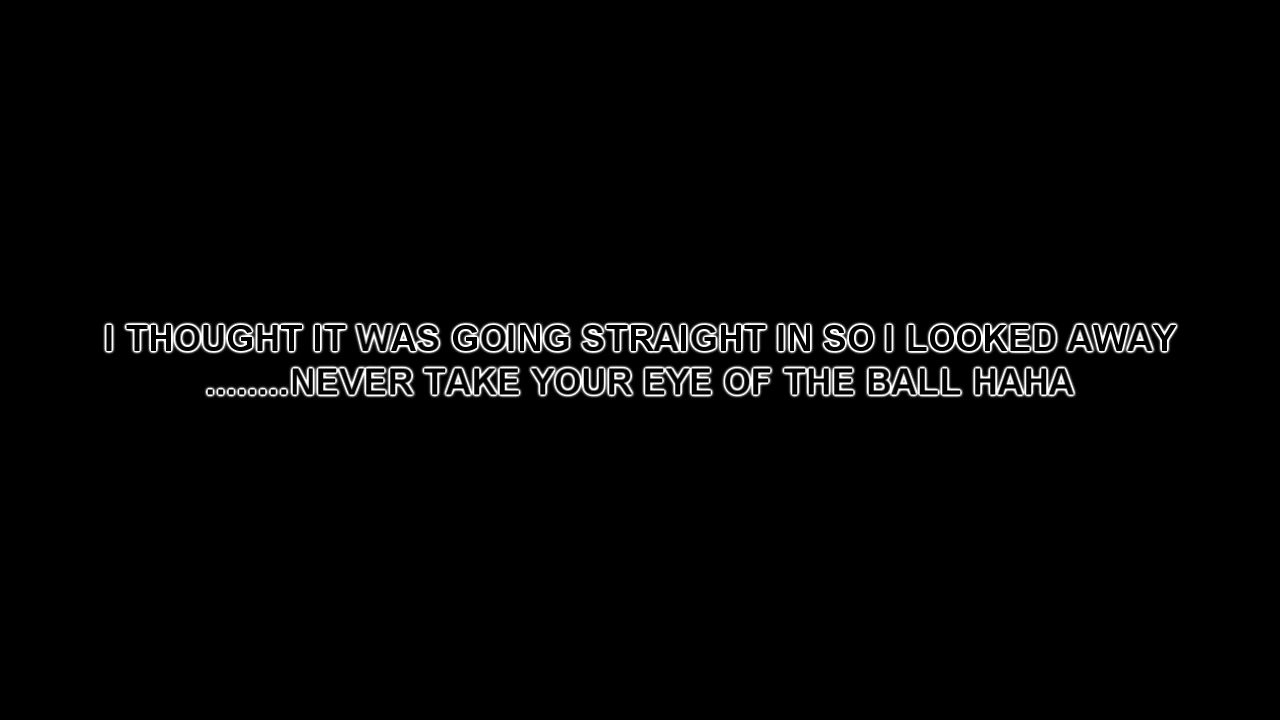 I THOUGHT IT WAS GOING STRAIGHT IN SO I LOOKED AWAY
........NEVER TAKE YOUR EYE OF THE BALL HAHA